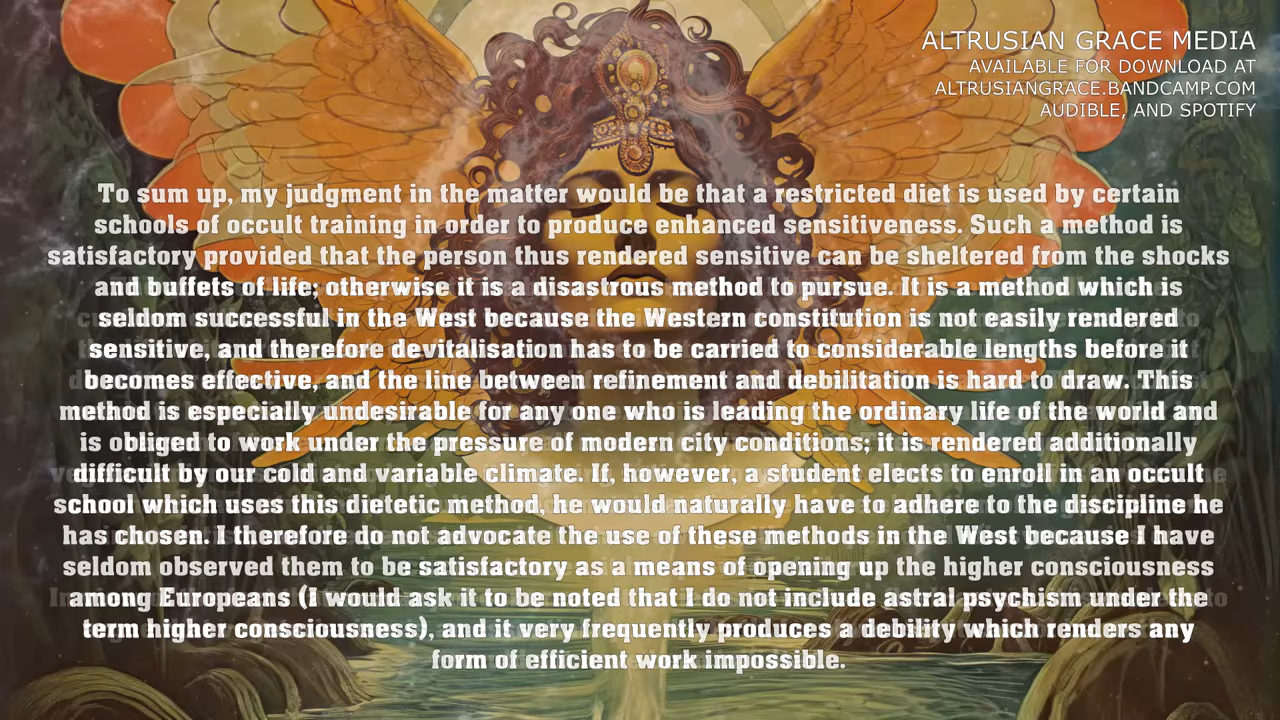 ALTRUSIAN GRACE MEDIA
AVAILABLE FOR DOWNLOAD AT
ALTRUSIANGRACE.BANDCAMP.COM
AUDIBLE, AND SPOTIFY
To sum up, my judgment in the matter would be that a restricted diet is used by certain
schools of occult training in order to produce enhanced sensitiveness. Such a method is
satisfactory provided that the person thus rendered sensitive can be sheltered from the shocks
and buffets of life; otherwise it is a disastrous method to pursue. It is a method which is
seldom successful in the West because the Western constitution is not easily rendered
sensitive, and therefore devitalisation has to be carried to considerable lengths before it
becomes effective, and the line between refinement and debilitation is hard to draw. This
method is especially undesirable for any one who is leading the ordinary life of the world and
is obliged to work under the pressure of modern city conditions; it is rendered additionally
difficult by our cold and variable climate. If, however, a student elects to enroll in an occult
school which uses this dietetic method, he would naturally have to adhere to the discipline he
has chosen. I therefore do not advocate the use of these methods in the West because I have
seldom observed them to be satisfactory as a means of opening up the higher consciousness
among Europeans (I would ask it to be noted that I do not include astral psychism under the
term higher consciousness), and it very frequently produces a debility which renders any
form of efficient work impossible.